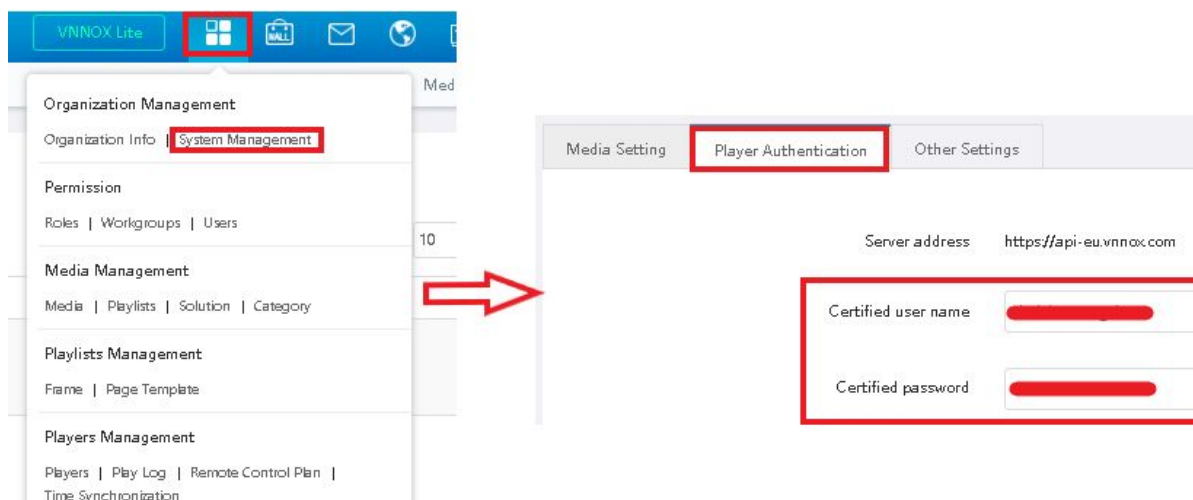 VNNOX Lite
WALL
Med
Organization Management
Organization Info | System Management
Permission
Roles | Workgroups | Users
10
Media Management
Media | Playlists | Solution | Category
Playlists Management
Frame | Page Template
Players Management
Players | Play Log | Remote Control Plan |
Time Synchronization
Media Setting Player Authentication Other Settings
Server address https://api-eu.vnnox.com
Certified user name
Certified password